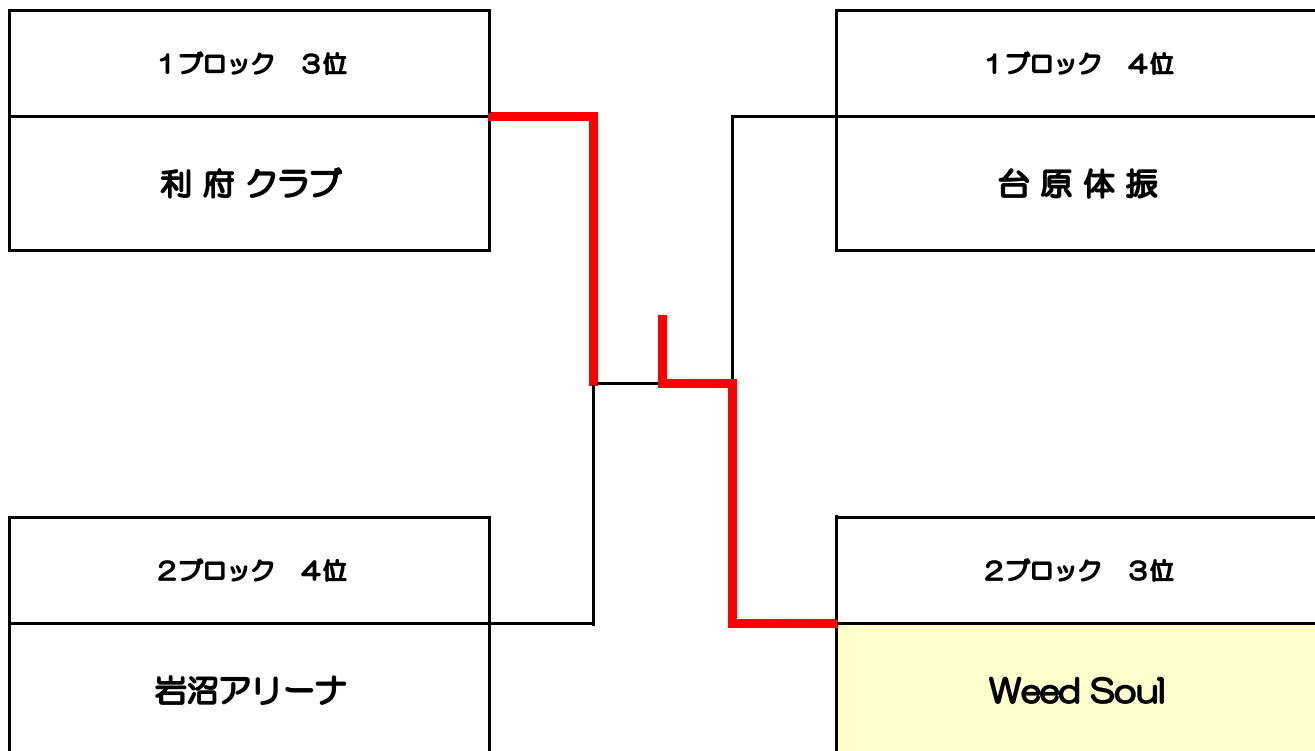 1ブロック　3位
利 府 クラブ
1ブロック　4位
台 原 体 振
2ブロック　4位
岩沼アリーナ
2ブロック　3位
Weed Soul